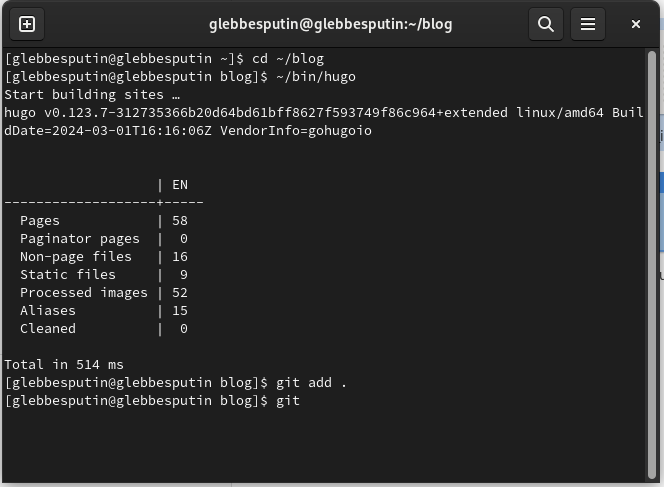 glebbesputin@glebbesputin:~/blog
[glebbesputin@glebbesputin ~]$ cd ~/blog
[glebbesputin@glebbesputin blog]$ ~/bin/hugo
Start building sites …
hugo v0.123.7-312735366b20d64bd61bff8627f593749f86c964+extended linux/amd64 Buil
dDate=2024-03-01T16:16:06Z VendorInfo=gohugoio
                   | EN
-------------------+-----
  Pages            | 58
  Paginator pages  |  0
  Non-page files   | 16
  Static files     |  9
  Processed images | 52
  Aliases          | 15
  Cleaned          |  0
Total in 514 ms
[glebbesputin@glebbesputin blog]$ git add .
[glebbesputin@glebbesputin blog]$ git